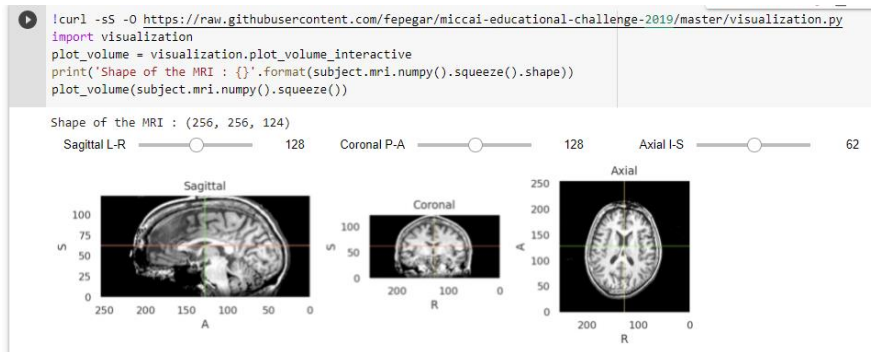 !curl -sS -O https://raw.githubusercontent.com/fepegar/miccai-educational-challenge-2019/master/visualization.py
import visualization
plot_volume = visualization.plot_volume_interactive
print('Shape of the MRI : {}'.format(subject.mri.numpy().squeeze().shape))
plot_volume(subject.mri.numpy().squeeze())
Shape of the MRI : (256, 256, 124)
Sagittal L-R 128 Coronal P-A 128 Axial I-S 62
Sagittal
100
75
50
25
0
S
250 200 150 100 50 0
A
Coronal
100
50
0
S
200 100 0
R
Axial
250
200
150
100
50
0
A
200 100 0
R